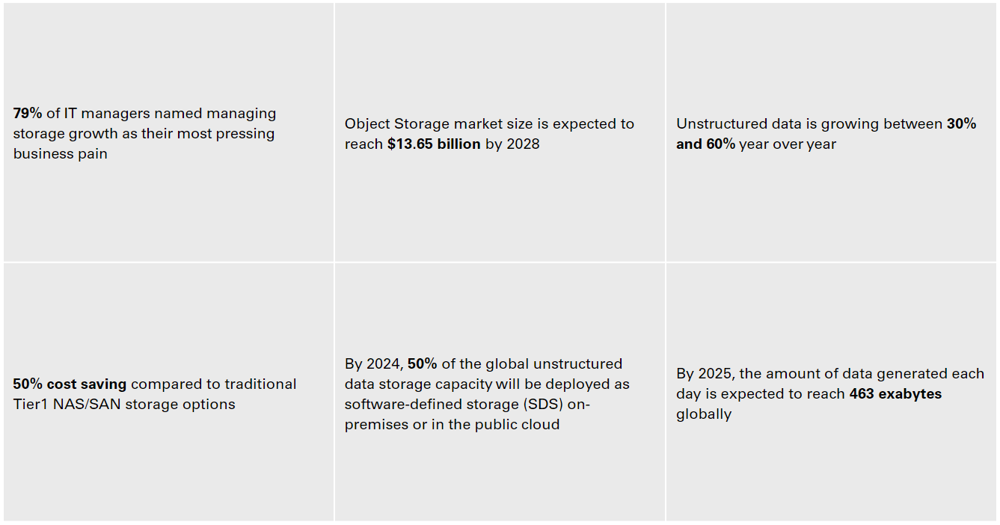 79% of IT managers named managing
storage growth as their most pressing
business pain
Object Storage market size is expected to
reach $13.65 billion by 2028
Unstructured data is growing between 30%
and 60% year over year
50% cost saving compared to traditional
Tier1 NAS/SAN storage options
By 2024, 50% of the global unstructured
data storage capacity will be deployed as
software-defined storage (SDS) on-
premises or in the public cloud
By 2025, the amount of data generated each
day is expected to reach 463 exabytes
globally